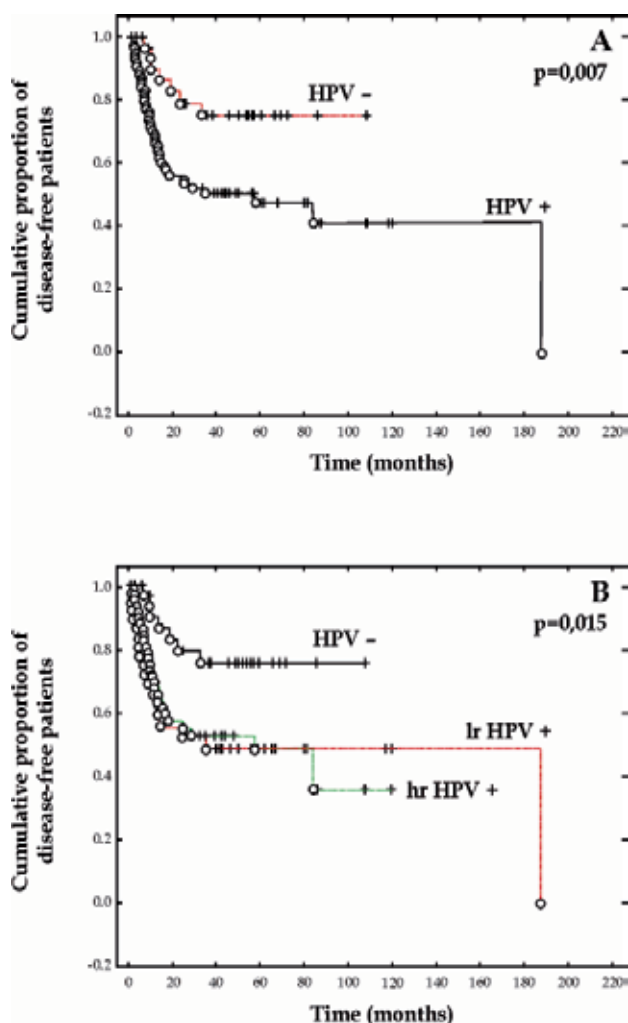 A
p=0,007
HPV –
HPV +
Cumulative proportion of
disease-free patients
1.0
0.8
0.6
0.4
0.2
0.0
-0.2
0 20 40 60 80 100 120 140 160 180 200 220
Time (months)
B
p=0,015
HPV –
lr HPV +
hr HPV +
Cumulative proportion of
disease-free patients
1.0
0.8
0.6
0.4
0.2
0.0
-0.2
0 20 40 60 80 100 120 140 160 180 200 220
Time (months)